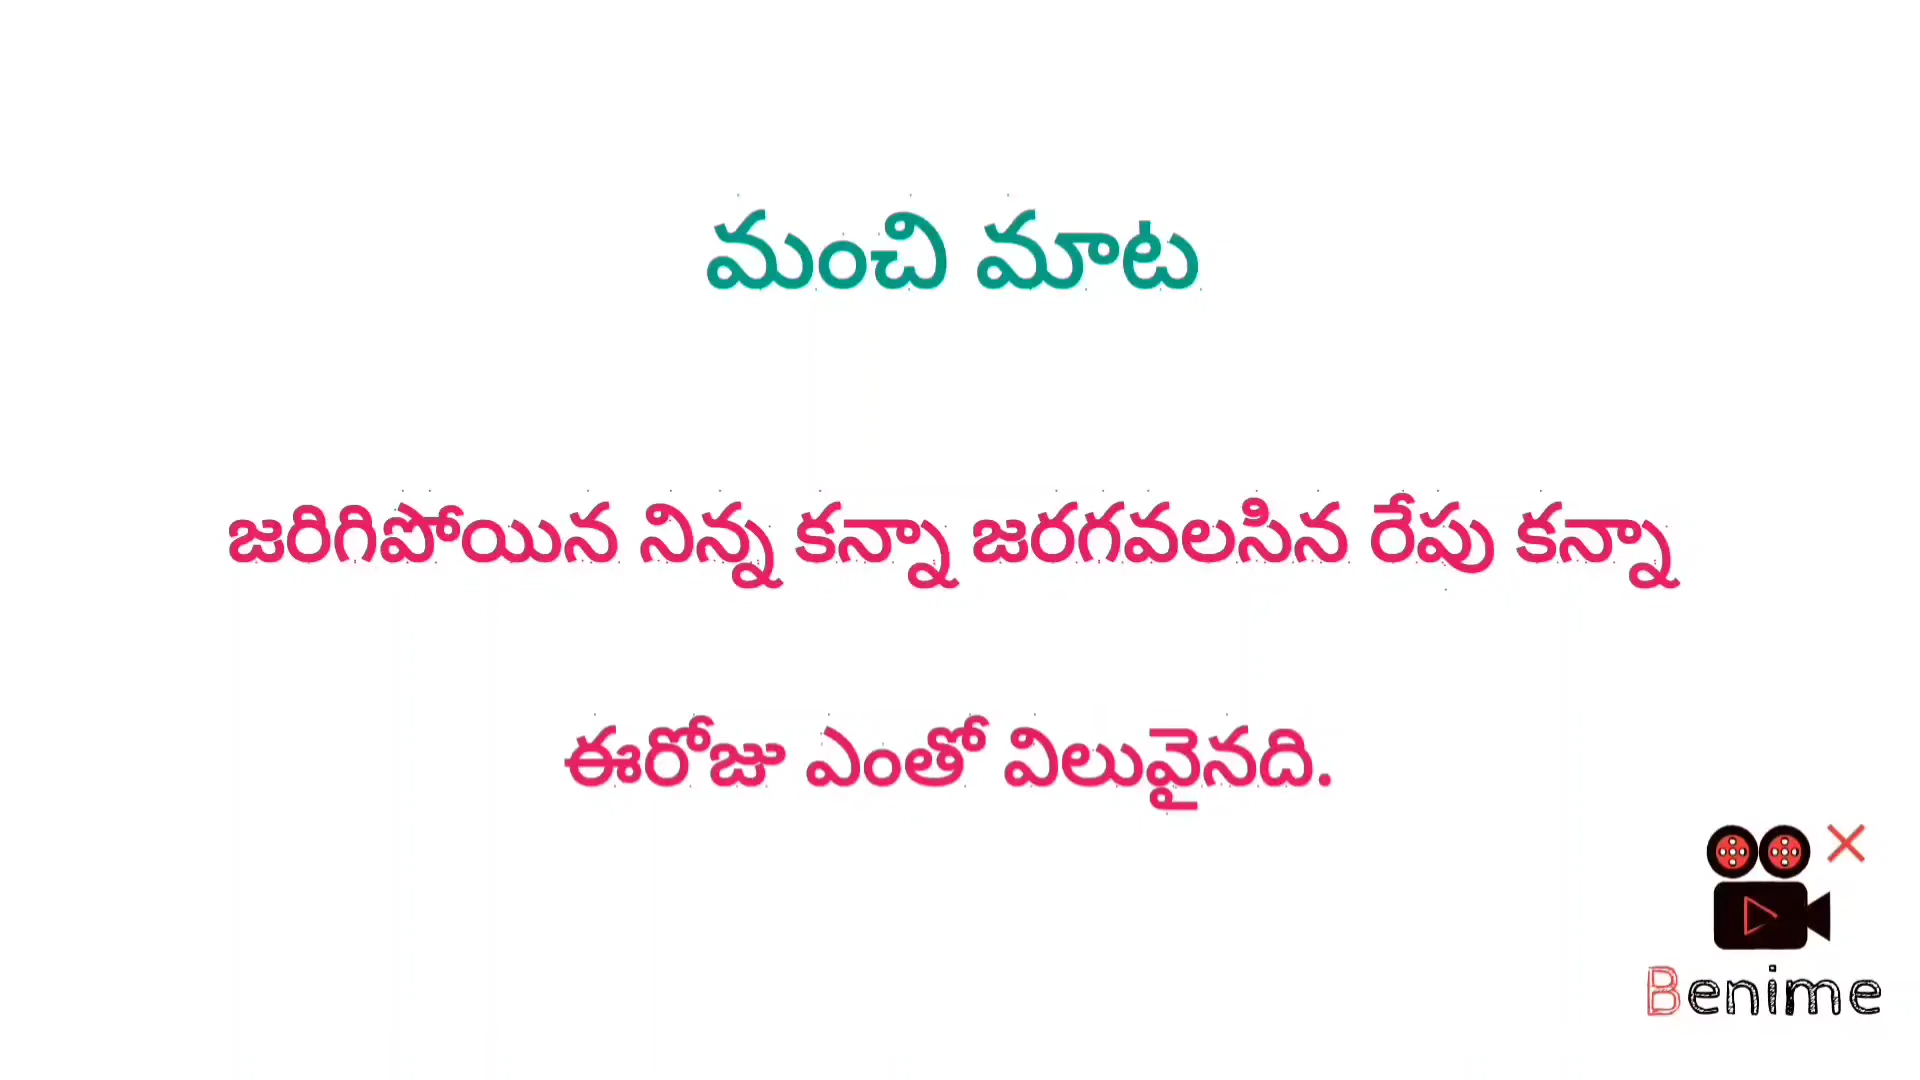 మంచి మాట
జరిగిపోయిన నిన్న కన్నా జరగవలసిన రేపు కన్నా
ఈరోజు ఎంతో విలువైనది.
Benime